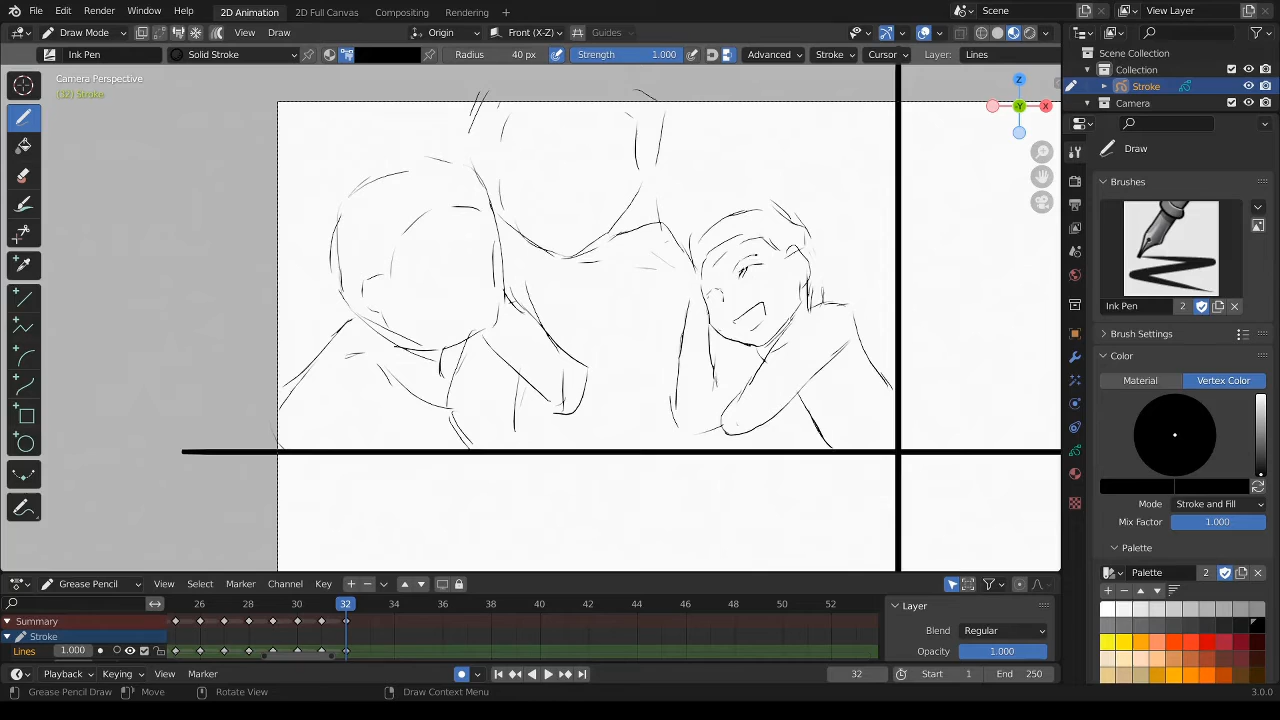 File Edit Render Window Help 2D Animation 2D Full Canvas Compositing Rendering + Scene View Layer
Draw Mode View Draw Origin Front (X-Z) Guides
Ink Pen Solid Stroke Radius 40 px Strength 1.000 Advanced Stroke Cursor Layer: Lines
Scene Collection
Collection
Stroke
Camera
Camera Perspective
(32) Stroke
Z
Y
X
Draw
Brushes
Ink Pen 2
Brush Settings
Color
Material Vertex Color
Mode Stroke and Fill
Mix Factor 1.000
Palette
Palette 2
Grease Pencil View Select Marker Channel Key
26 28 30 32 34 36 38 40 42 44 46 48 50 52
Summary
Stroke
Lines 1.000
Layer
Blend Regular
Opacity 1.000
Playback Keying View Marker 32 Start 1 End 250
Grease Pencil Draw Move Rotate View Draw Context Menu 3.0.0